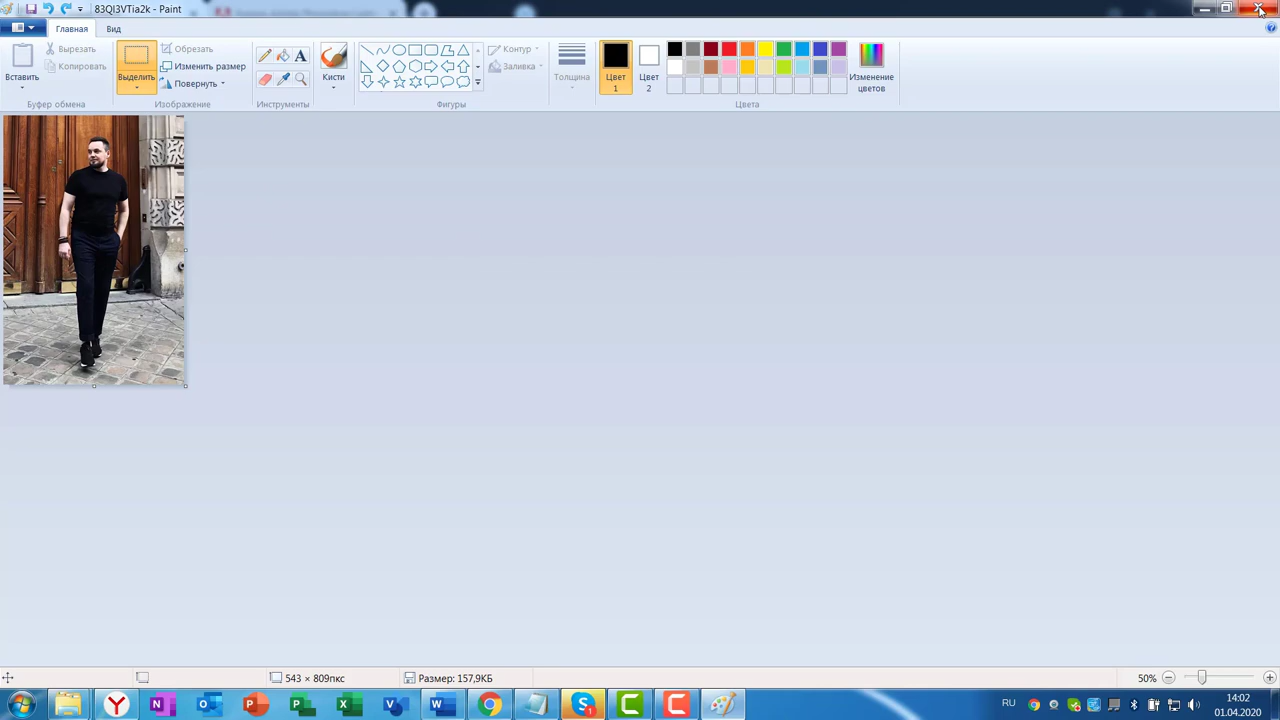 83QI3VTia2k - Paint
Главная Вид
Вставить
Вырезать
Копировать
Буфер обмена
Выделить
Обрезать
Изменить размер
Повернуть
Изображение
Инструменты
Кисти
Контур
Заливка
Фигуры
Толщина
Цвет 1
Цвет 2
Изменение цветов
Цвета
543 × 809пкс
Размер: 157,9КБ
50%
RU
14:02
01.04.2020